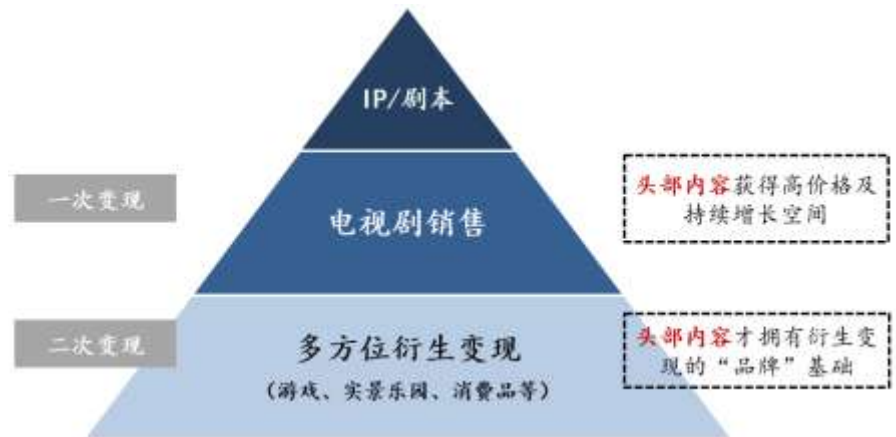 IP/剧本
一次变现
电视剧销售
头部内容获得高价格及
持续增长空间
二次变现
多方位衍生变现
(游戏、实景乐园、消费品等)
头部内容才拥有衍生变
现的“品牌”基础